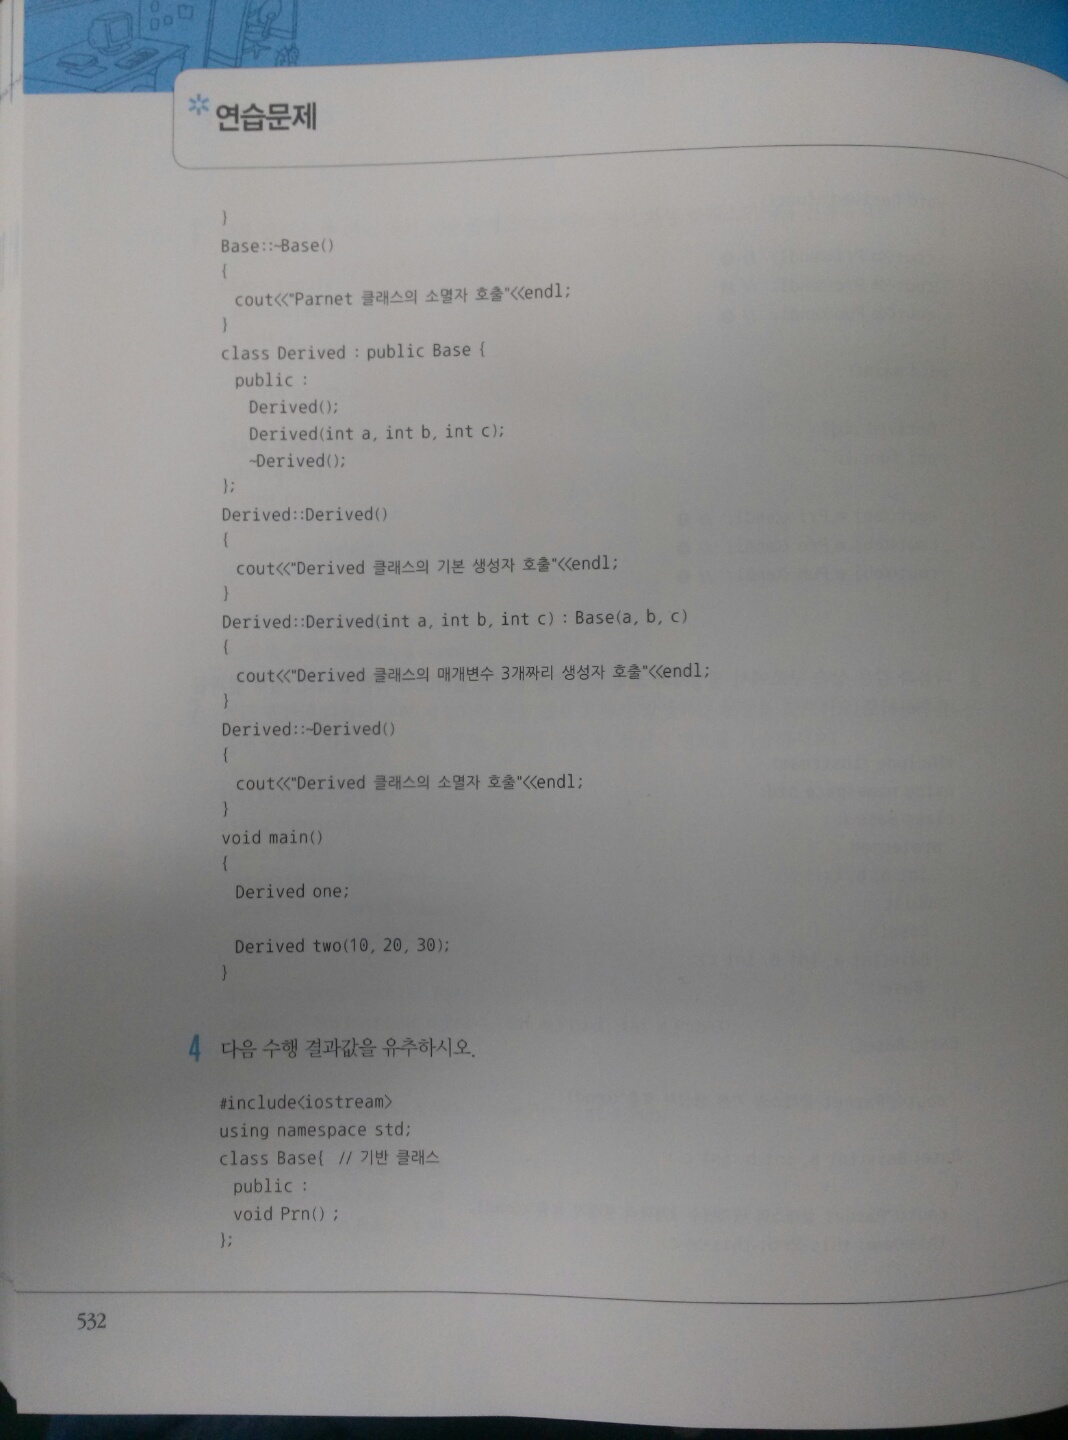 연습문제
}
Base::~Base()
{
cout<<"Parnet 클래스의 소멸자 호출"<<endl;
}
class Derived : public Base {
public :
Derived();
Derived(int a, int b, int c);
~Derived();
};
Derived::Derived()
{
cout<<"Derived 클래스의 기본 생성자 호출"<<endl;
}
Derived::Derived(int a, int b, int c) : Base(a, b, c)
{
cout<<"Derived 클래스의 매개변수 3개짜리 생성자 호출"<<endl;
}
Derived::~Derived()
{
cout<<"Derived 클래스의 소멸자 호출"<<endl;
}
void main()
{
Derived one;
Derived two(10, 20, 30);
}
4 다음 수행 결과값을 유추하시오.
#include<iostream>
using namespace std;
class Base{ // 기반 클래스
public :
void Prn() ;
};
532